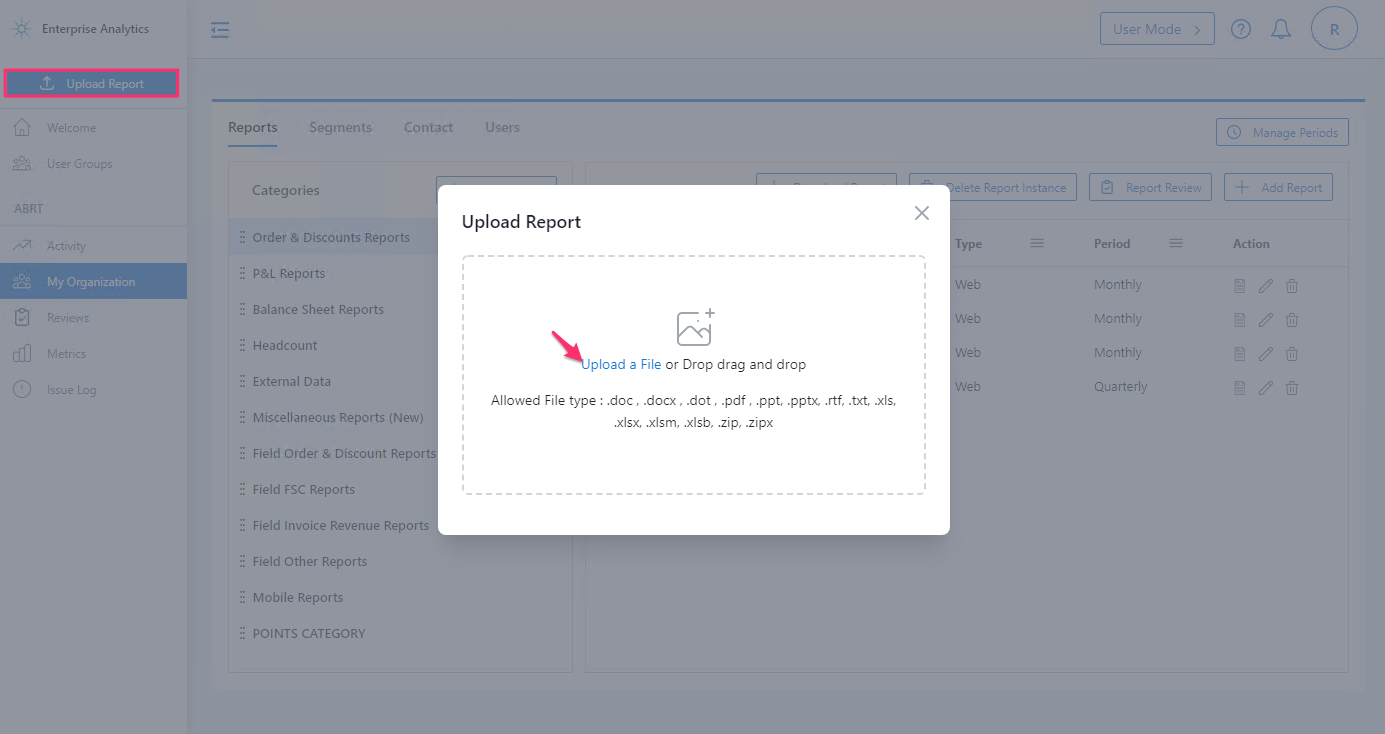 Enterprise Analytics
User Mode
R
Upload Report
Welcome
User Groups
ABRT
Activity
My Organization
Reviews
Metrics
Issue Log
Reports Segments Contact Users
Manage Periods
Categories
Order & Discounts Reports
P&L Reports
Balance Sheet Reports
Headcount
External Data
Miscellaneous Reports (New)
Field Order & Discount Reports
Field FSC Reports
Field Invoice Revenue Reports
Field Other Reports
Mobile Reports
POINTS CATEGORY
Delete Report Instance
Report Review
Add Report
Type Period Action
Web Monthly
Web Monthly
Web Monthly
Web Quarterly
Upload Report
Upload a File or Drop drag and drop
Allowed File type : .doc , .docx , .dot , .pdf , .ppt, .pptx, .rtf, .txt, .xls,
.xlsx, .xlsm, .xlsb, .zip, .zipx